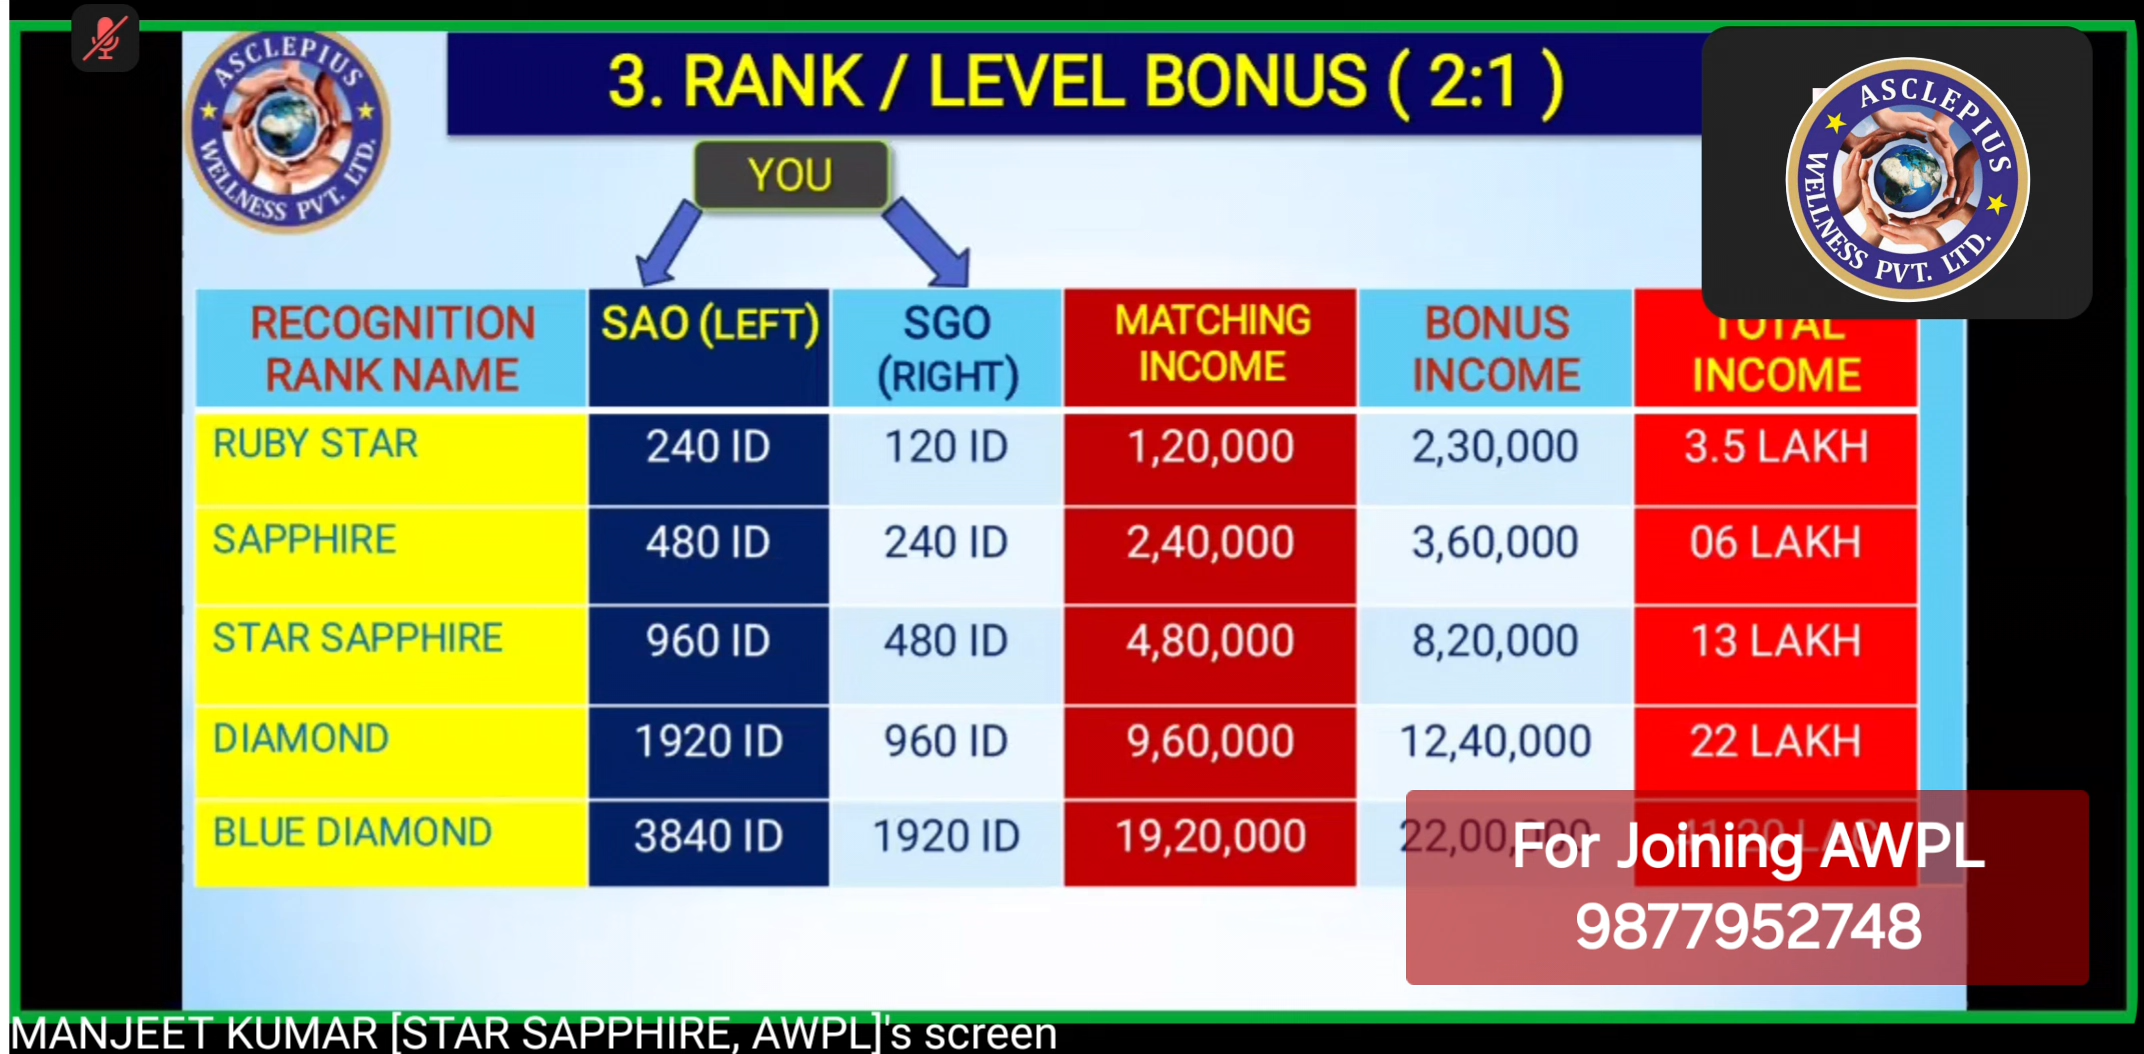 ASCLEPIUS
WELLNESS PVT. LTD.
3. RANK / LEVEL BONUS ( 2:1 )
ASCLEPIUS
WELLNESS PVT. LTD.
YOU
RECOGNITION RANK NAME SAO (LEFT) SGO (RIGHT) MATCHING INCOME BONUS INCOME TOTAL INCOME
RUBY STAR 240 ID 120 ID 1,20,000 2,30,000 3.5 LAKH
SAPPHIRE 480 ID 240 ID 2,40,000 3,60,000 06 LAKH
STAR SAPPHIRE 960 ID 480 ID 4,80,000 8,20,000 13 LAKH
DIAMOND 1920 ID 960 ID 9,60,000 12,40,000 22 LAKH
BLUE DIAMOND 3840 ID 1920 ID 19,20,000
For Joining AWPL
9877952748
MANJEET KUMAR [STAR SAPPHIRE, AWPL]'s screen